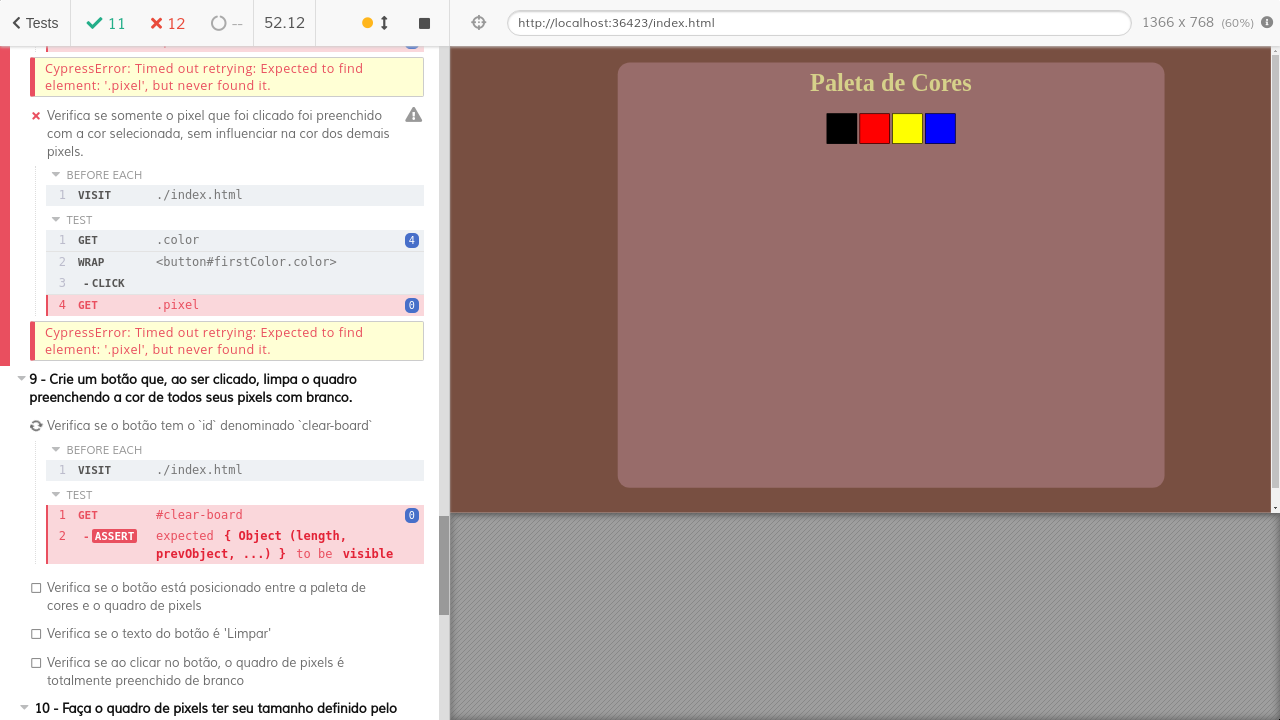 Tests
11
12
--
52.12
http://localhost:36423/index.html
1366 x 768 (60%)
CypressError: Timed out retrying: Expected to find
element: '.pixel', but never found it.
Verifica se somente o pixel que foi clicado foi preenchido
com a cor selecionada, sem influenciar na cor dos demais
pixels.
BEFORE EACH
1 VISIT ./index.html
TEST
1 GET .color 4
2 WRAP <button#firstColor.color>
3 - CLICK
4 GET .pixel 0
CypressError: Timed out retrying: Expected to find
element: '.pixel', but never found it.
9 - Crie um botão que, ao ser clicado, limpa o quadro
preenchendo a cor de todos seus pixels com branco.
Verifica se o botão tem o `id` denominado `clear-board`
BEFORE EACH
1 VISIT ./index.html
TEST
1 GET #clear-board 0
2 - ASSERT expected { Object (length,
prevObject, ...) } to be visible
Verifica se o botão está posicionado entre a paleta de
cores e o quadro de pixels
Verifica se o texto do botão é 'Limpar'
Verifica se ao clicar no botão, o quadro de pixels é
totalmente preenchido de branco
10 - Faça o quadro de pixels ter seu tamanho definido pelo
Paleta de Cores